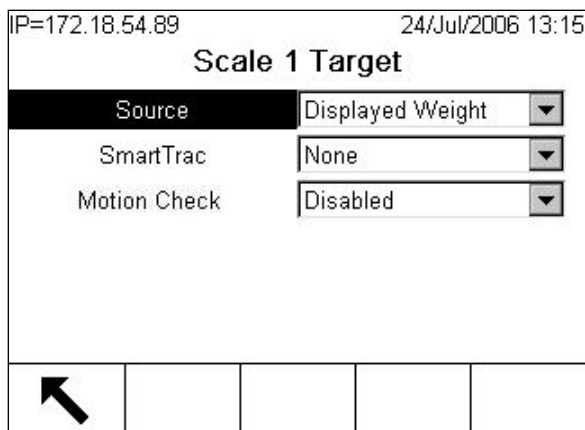 IP=172.18.54.89 24/Jul/2006 13:15
Scale 1 Target
Source Displayed Weight
SmartTrac None
Motion Check Disabled